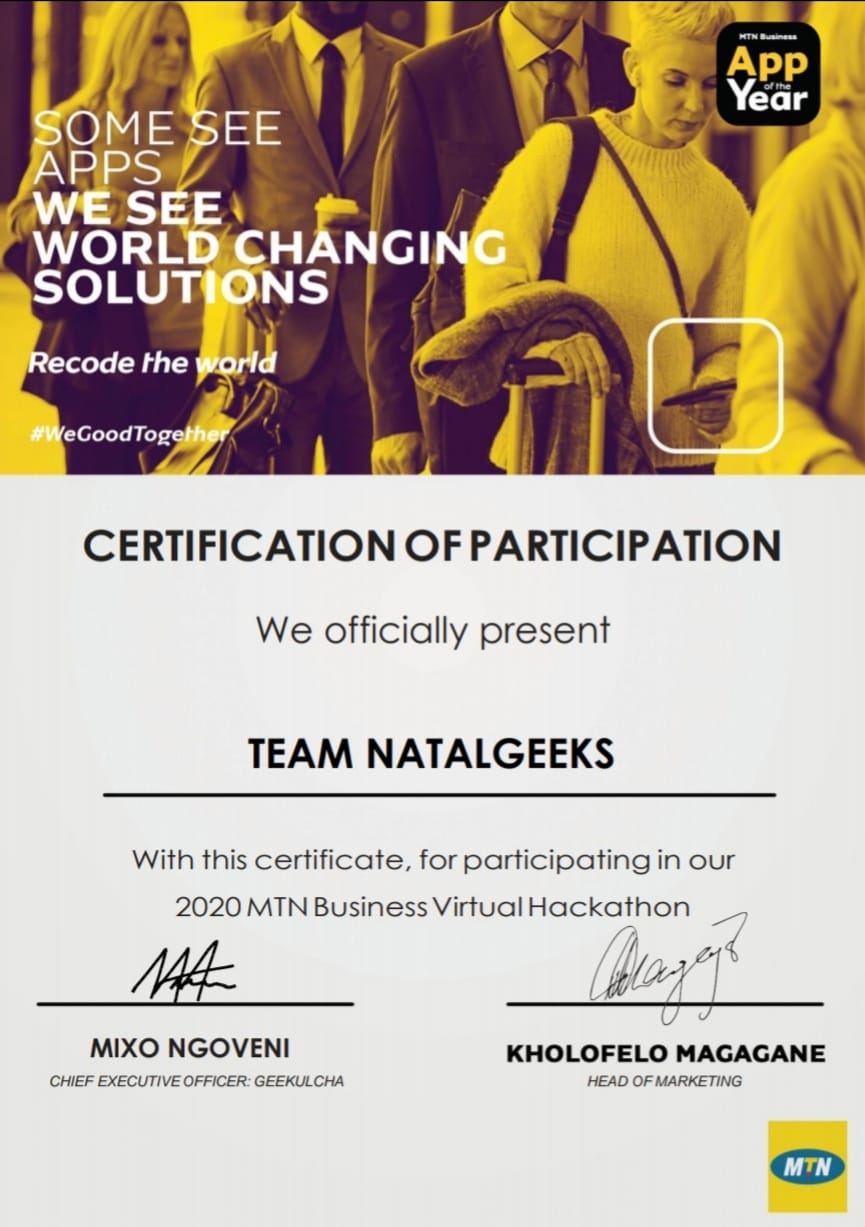 MTN Business
App
of the
Year
SOME SEE
APPS
WE SEE
WORLD CHANGING
SOLUTIONS
Recode the world
#WeGoodTogether
CERTIFICATION OF PARTICIPATION
We officially present
TEAM NATALGEEKS
With this certificate, for participating in our
2020 MTN Business Virtual Hackathon
MIXO NGOVENI
CHIEF EXECUTIVE OFFICER: GEEKULCHA
KHOLOFELO MAGAGANE
HEAD OF MARKETING
MTN